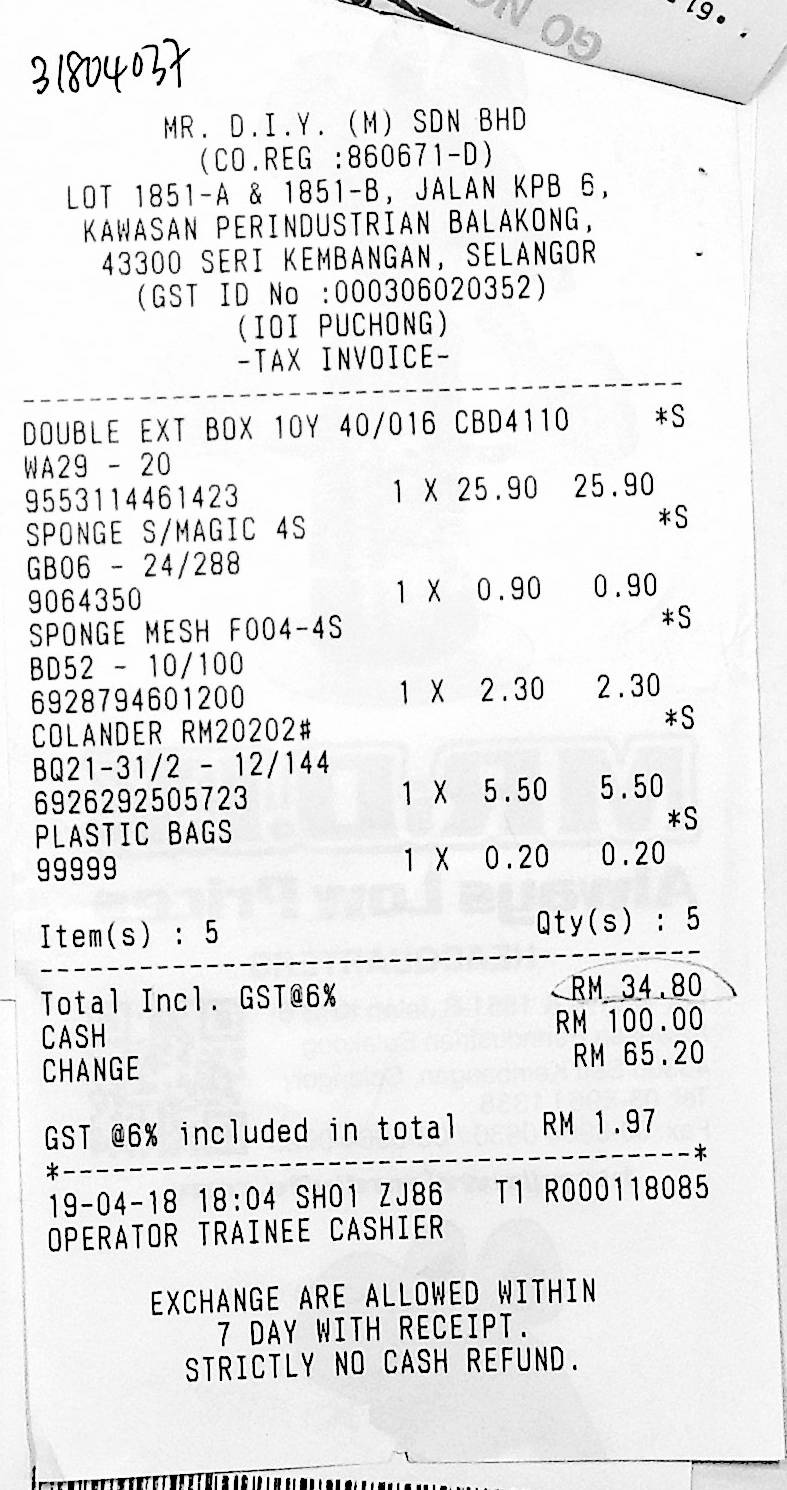 GO NO
19.
31804037
MR. D.I.Y. (M) SDN BHD
(CO.REG :860671-D)
LOT 1851-A & 1851-B, JALAN KPB 6,
KAWASAN PERINDUSTRIAN BALAKONG,
43300 SERI KEMBANGAN, SELANGOR
(GST ID No :000306020352)
(IOI PUCHONG)
-TAX INVOICE-
DOUBLE EXT BOX 10Y 40/016 CBD4110 *S
WA29 - 20
9553114461423 1 X 25.90 25.90
SPONGE S/MAGIC 4S *S
GB06 - 24/288
9064350 1 X 0.90 0.90
SPONGE MESH F004-4S *S
BD52 - 10/100
6928794601200 1 X 2.30 2.30
COLANDER RM20202# *S
BQ21-31/2 - 12/144
6926292505723 1 X 5.50 5.50
PLASTIC BAGS *S
99999 1 X 0.20 0.20
Item(s) : 5 Qty(s) : 5
Total Incl. GST@6% RM 34.80
CASH RM 100.00
CHANGE RM 65.20
GST @6% included in total RM 1.97
*--------------------------------------*
19-04-18 18:04 SH01 ZJ86 T1 R000118085
OPERATOR TRAINEE CASHIER
EXCHANGE ARE ALLOWED WITHIN
7 DAY WITH RECEIPT.
STRICTLY NO CASH REFUND.